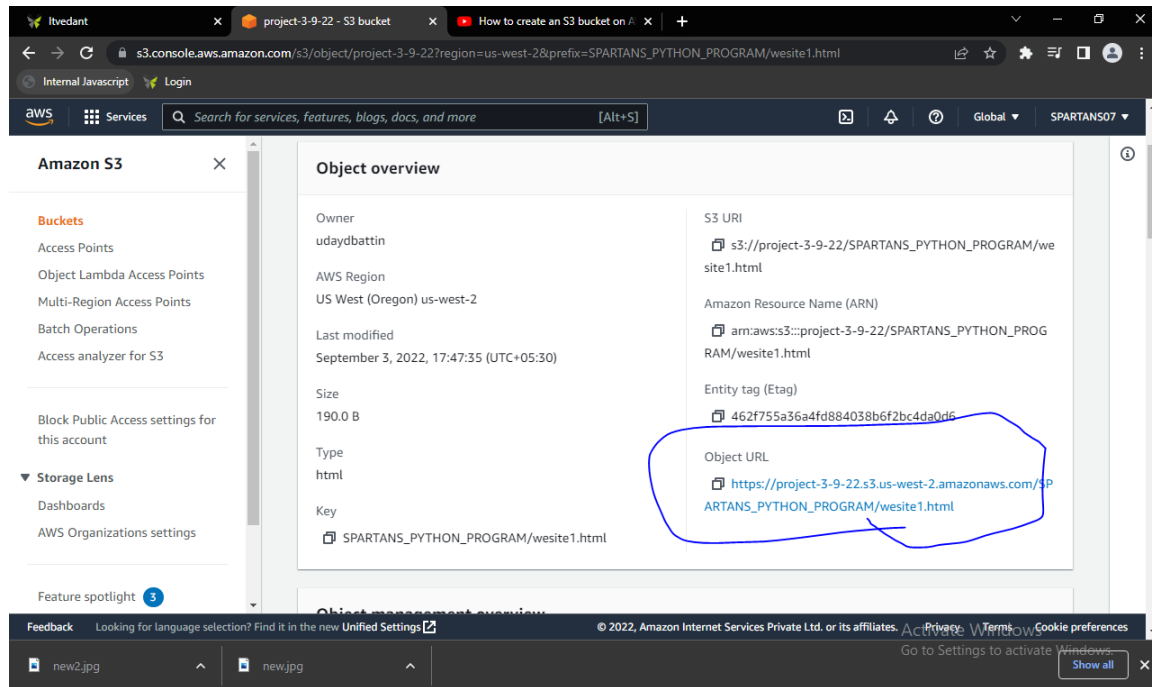 Itvedant
project-3-9-22 - S3 bucket
How to create an S3 bucket on A
s3.console.aws.amazon.com/s3/object/project-3-9-22?region=us-west-2&prefix=SPARTANS_PYTHON_PROGRAM/wesite1.html
Internal Javascript Login
aws Services Search for services, features, blogs, docs, and more [Alt+S] Global SPARTANS07
Amazon S3
Buckets
Access Points
Object Lambda Access Points
Multi-Region Access Points
Batch Operations
Access analyzer for S3
Block Public Access settings for
this account
Storage Lens
Dashboards
AWS Organizations settings
Feature spotlight 3
Object overview
Owner
udaydbattin
AWS Region
US West (Oregon) us-west-2
Last modified
September 3, 2022, 17:47:35 (UTC+05:30)
Size
190.0 B
Type
html
Key
SPARTANS_PYTHON_PROGRAM/wesite1.html
S3 URI
s3://project-3-9-22/SPARTANS_PYTHON_PROGRAM/we
site1.html
Amazon Resource Name (ARN)
arn:aws:s3:::project-3-9-22/SPARTANS_PYTHON_PROG
RAM/wesite1.html
Entity tag (Etag)
462f755a36a4fd884038b6f2bc4da0d6
Object URL
https://project-3-9-22.s3.us-west-2.amazonaws.com/SP
ARTANS_PYTHON_PROGRAM/wesite1.html
Object management overview
Feedback Looking for language selection? Find it in the new Unified Settings © 2022, Amazon Internet Services Private Ltd. or its affiliates. Privacy Terms Cookie preferences
Activate Windows
Go to Settings to activate Windows.
new2.jpg new.jpg Show all